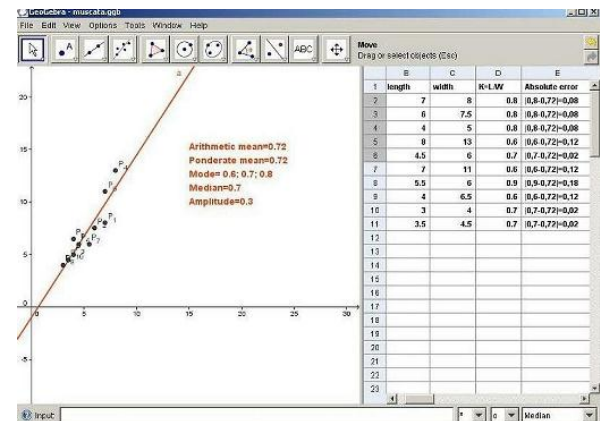 GeoGebra - muscata.ggb
File Edit View Options Tools Window Help
ABC
Move
Drag or select objects (Esc)
a
Arithmetic mean=0.72
Ponderate mean=0.72
Mode= 0.6; 0.7; 0.8
Median=0.7
Amplitude=0.3
20
15
10
5
0
-5
0 5 10 15 20 25 30
B C D E
1 length width K=L/W Absolute error
2 7 8 0.8 |0,8-0,72|=0,08
3 6 7.5 0.8 |0,8-0,72|=0,08
4 4 5 0.8 |0,8-0,72|=0,08
5 8 13 0.6 |0,6-0,72|=0,12
6 4.5 6 0.7 |0,7-0,72|=0,02
7 7 11 0.6 |0,6-0,72|=0,12
8 5.5 6 0.9 |0,9-0,72|=0,18
9 4 6.5 0.6 |0,6-0,72|=0,12
10 3 4 0.7 |0,7-0,72|=0,02
11 3.5 4.5 0.7 |0,7-0,72|=0,02
12
13
14
15
16
17
18
19
20
21
22
23
Input:
Median